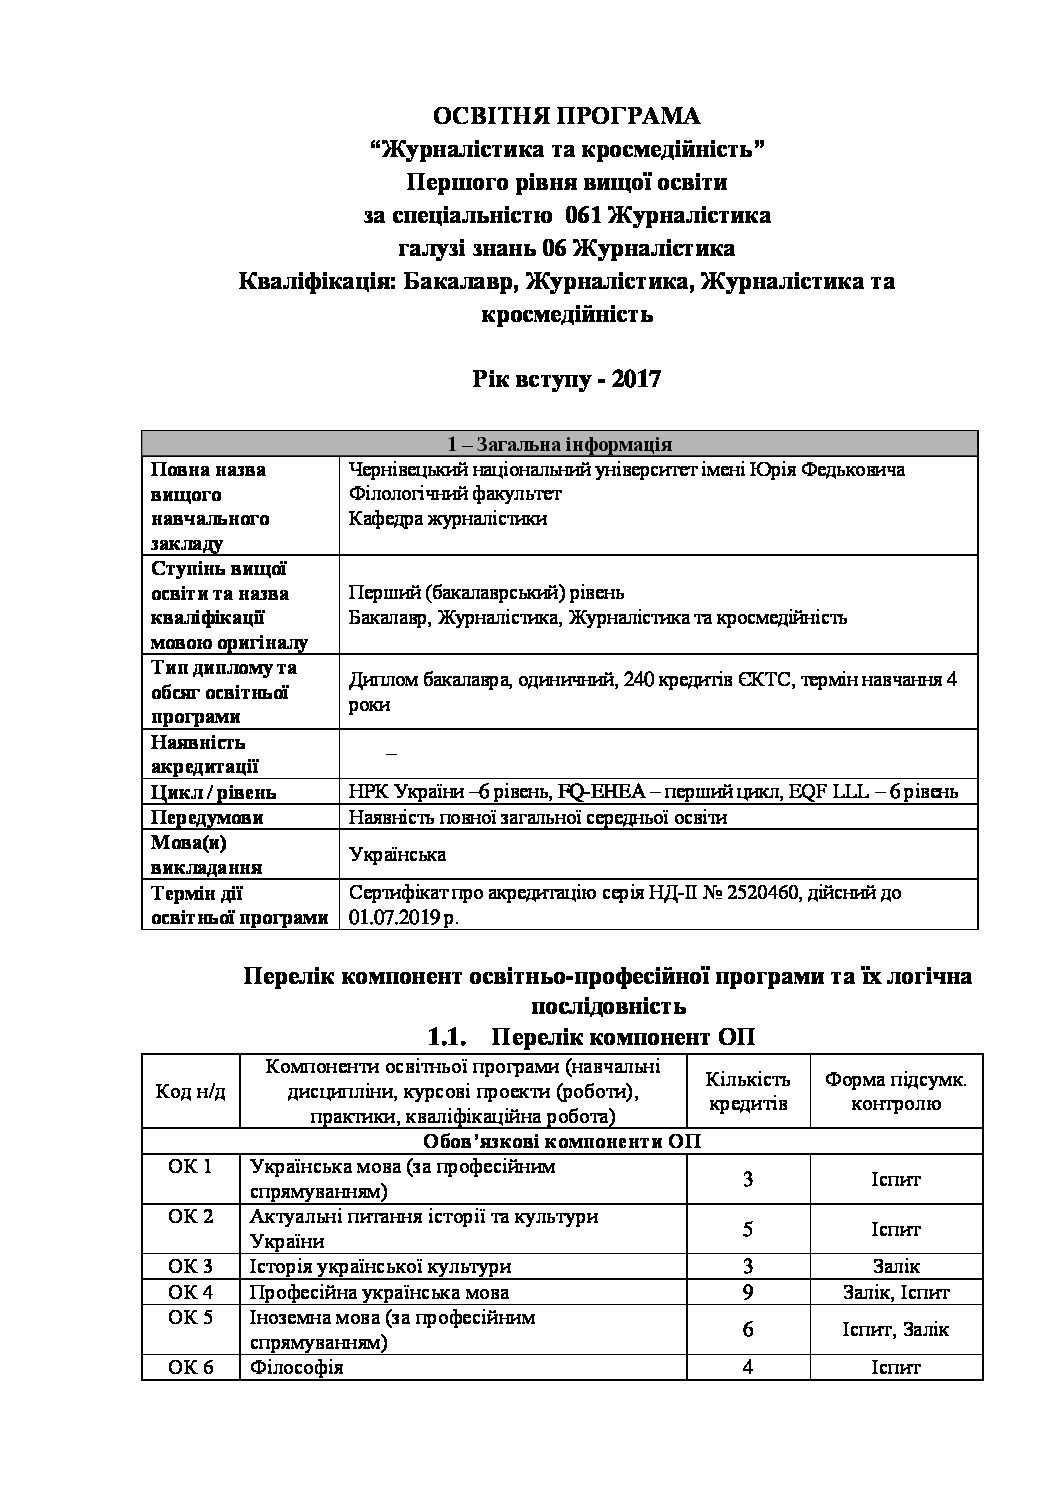 ОСВІТНЯ ПРОГРАМА
“Журналістика та кросмедійність”
Першого рівня вищої освіти
за спеціальністю 061 Журналістика
галузі знань 06 Журналістика
Кваліфікація: Бакалавр, Журналістика, Журналістика та
кросмедійність
Рік вступу - 2017
1 – Загальна інформація
Повна назва
вищого
навчального
закладу
Чернівецький національний університет імені Юрія Федьковича
Філологічний факультет
Кафедра журналістики
Ступінь вищої
освіти та назва
кваліфікації
мовою оригіналу
Перший (бакалаврський) рівень
Бакалавр, Журналістика, Журналістика та кросмедійність
Тип диплому та
обсяг освітньої
програми
Диплом бакалавра, одиничний, 240 кредитів ЄКТС, термін навчання 4
роки
Наявність
акредитації
–
Цикл / рівень
НРК України –6 рівень, FQ-EHEA – перший цикл, EQF LLL – 6 рівень
Передумови
Наявність повної загальної середньої освіти
Мова(и)
викладання
Українська
Термін дії
освітньої програми
Сертифікат про акредитацію серія НД-ІІ № 2520460, дійсний до
01.07.2019 р.
Перелік компонент освітньо-професійної програми та їх логічна
послідовність
1.1. Перелік компонент ОП
Код н/д
Компоненти освітньої програми (навчальні
дисципліни, курсові проекти (роботи),
практики, кваліфікаційна робота)
Кількість
кредитів
Форма підсумк.
контролю
Обов’язкові компоненти ОП
ОК 1
Українська мова (за професійним
спрямуванням)
3
Іспит
ОК 2
Актуальні питання історії та культури
України
5
Іспит
ОК 3 Історія української культури 3 Залік
ОК 4 Професійна українська мова 9 Залік, Іспит
ОК 5
Іноземна мова (за професійним
спрямуванням)
6
Іспит, Залік
ОК 6 Філософія 4 Іспит